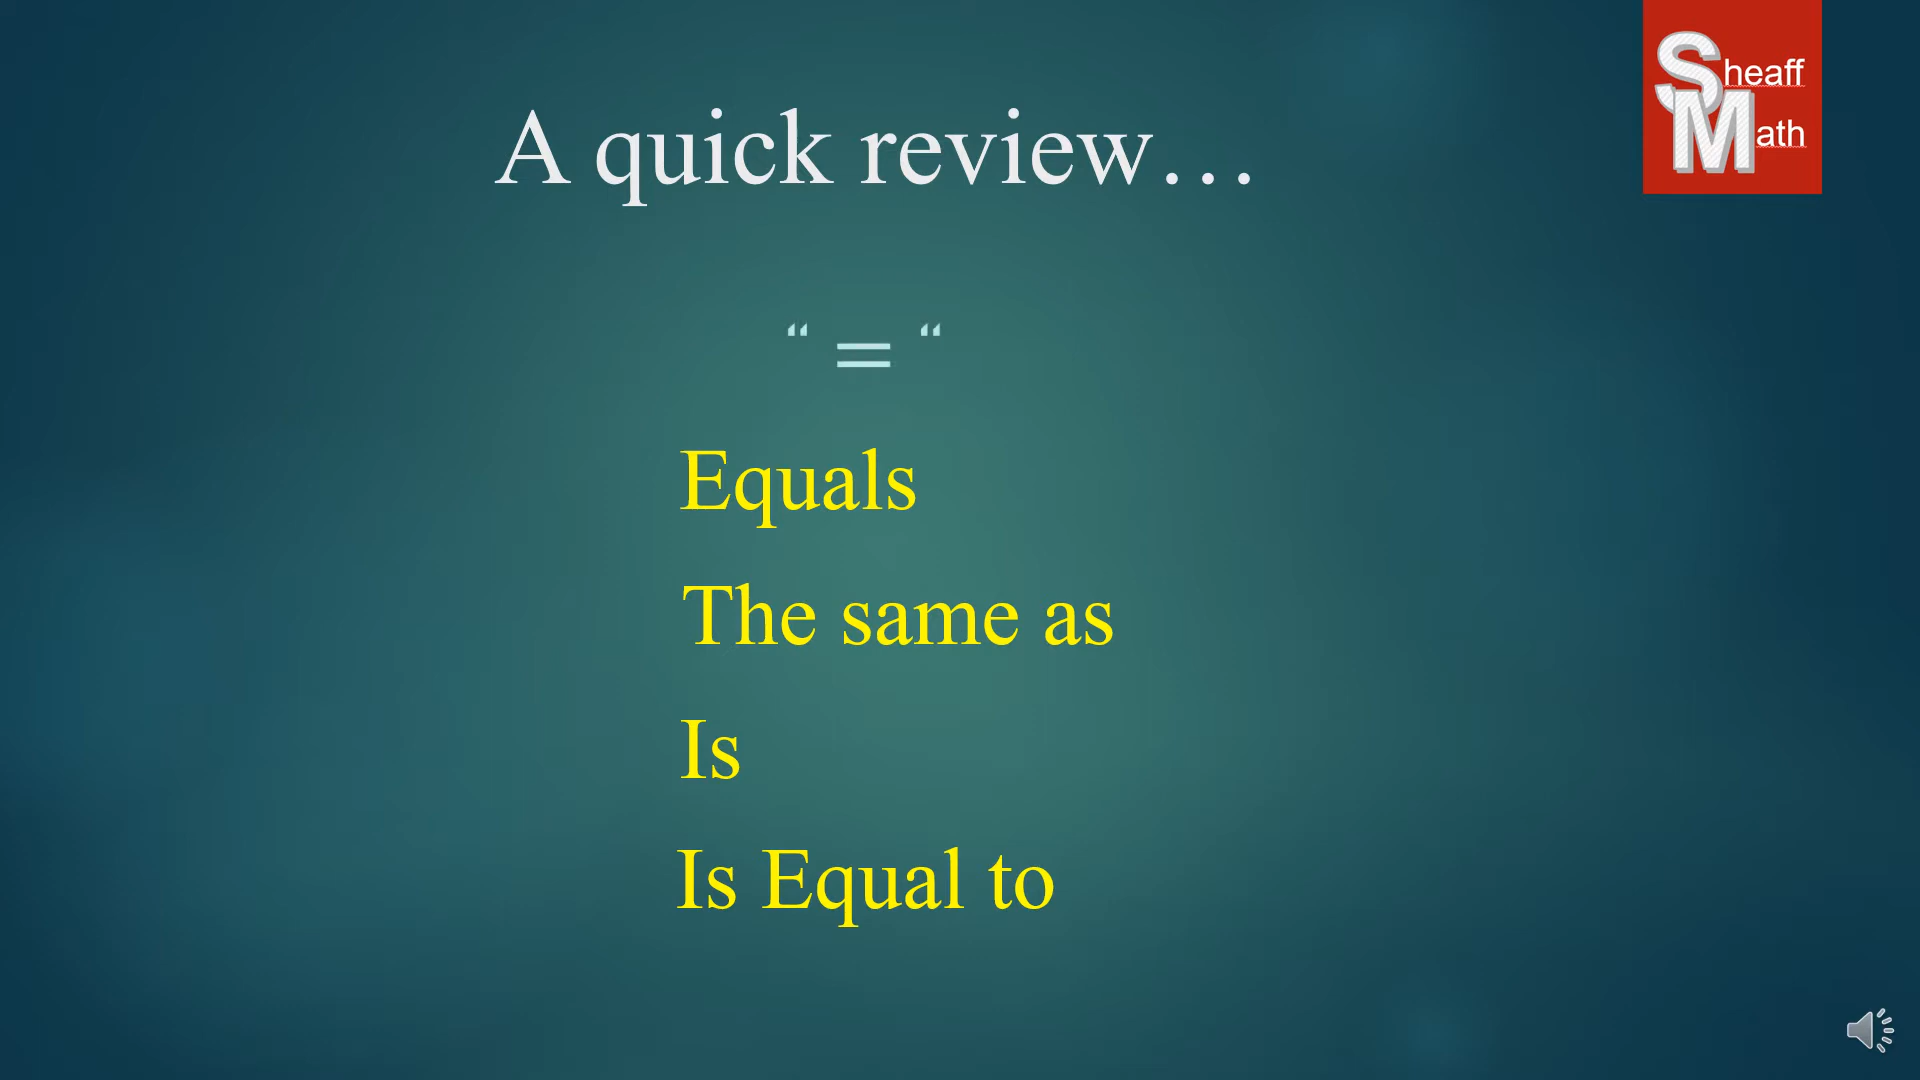 A quick review…
Sheaff
Math
“ = “
Equals
The same as
Is
Is Equal to